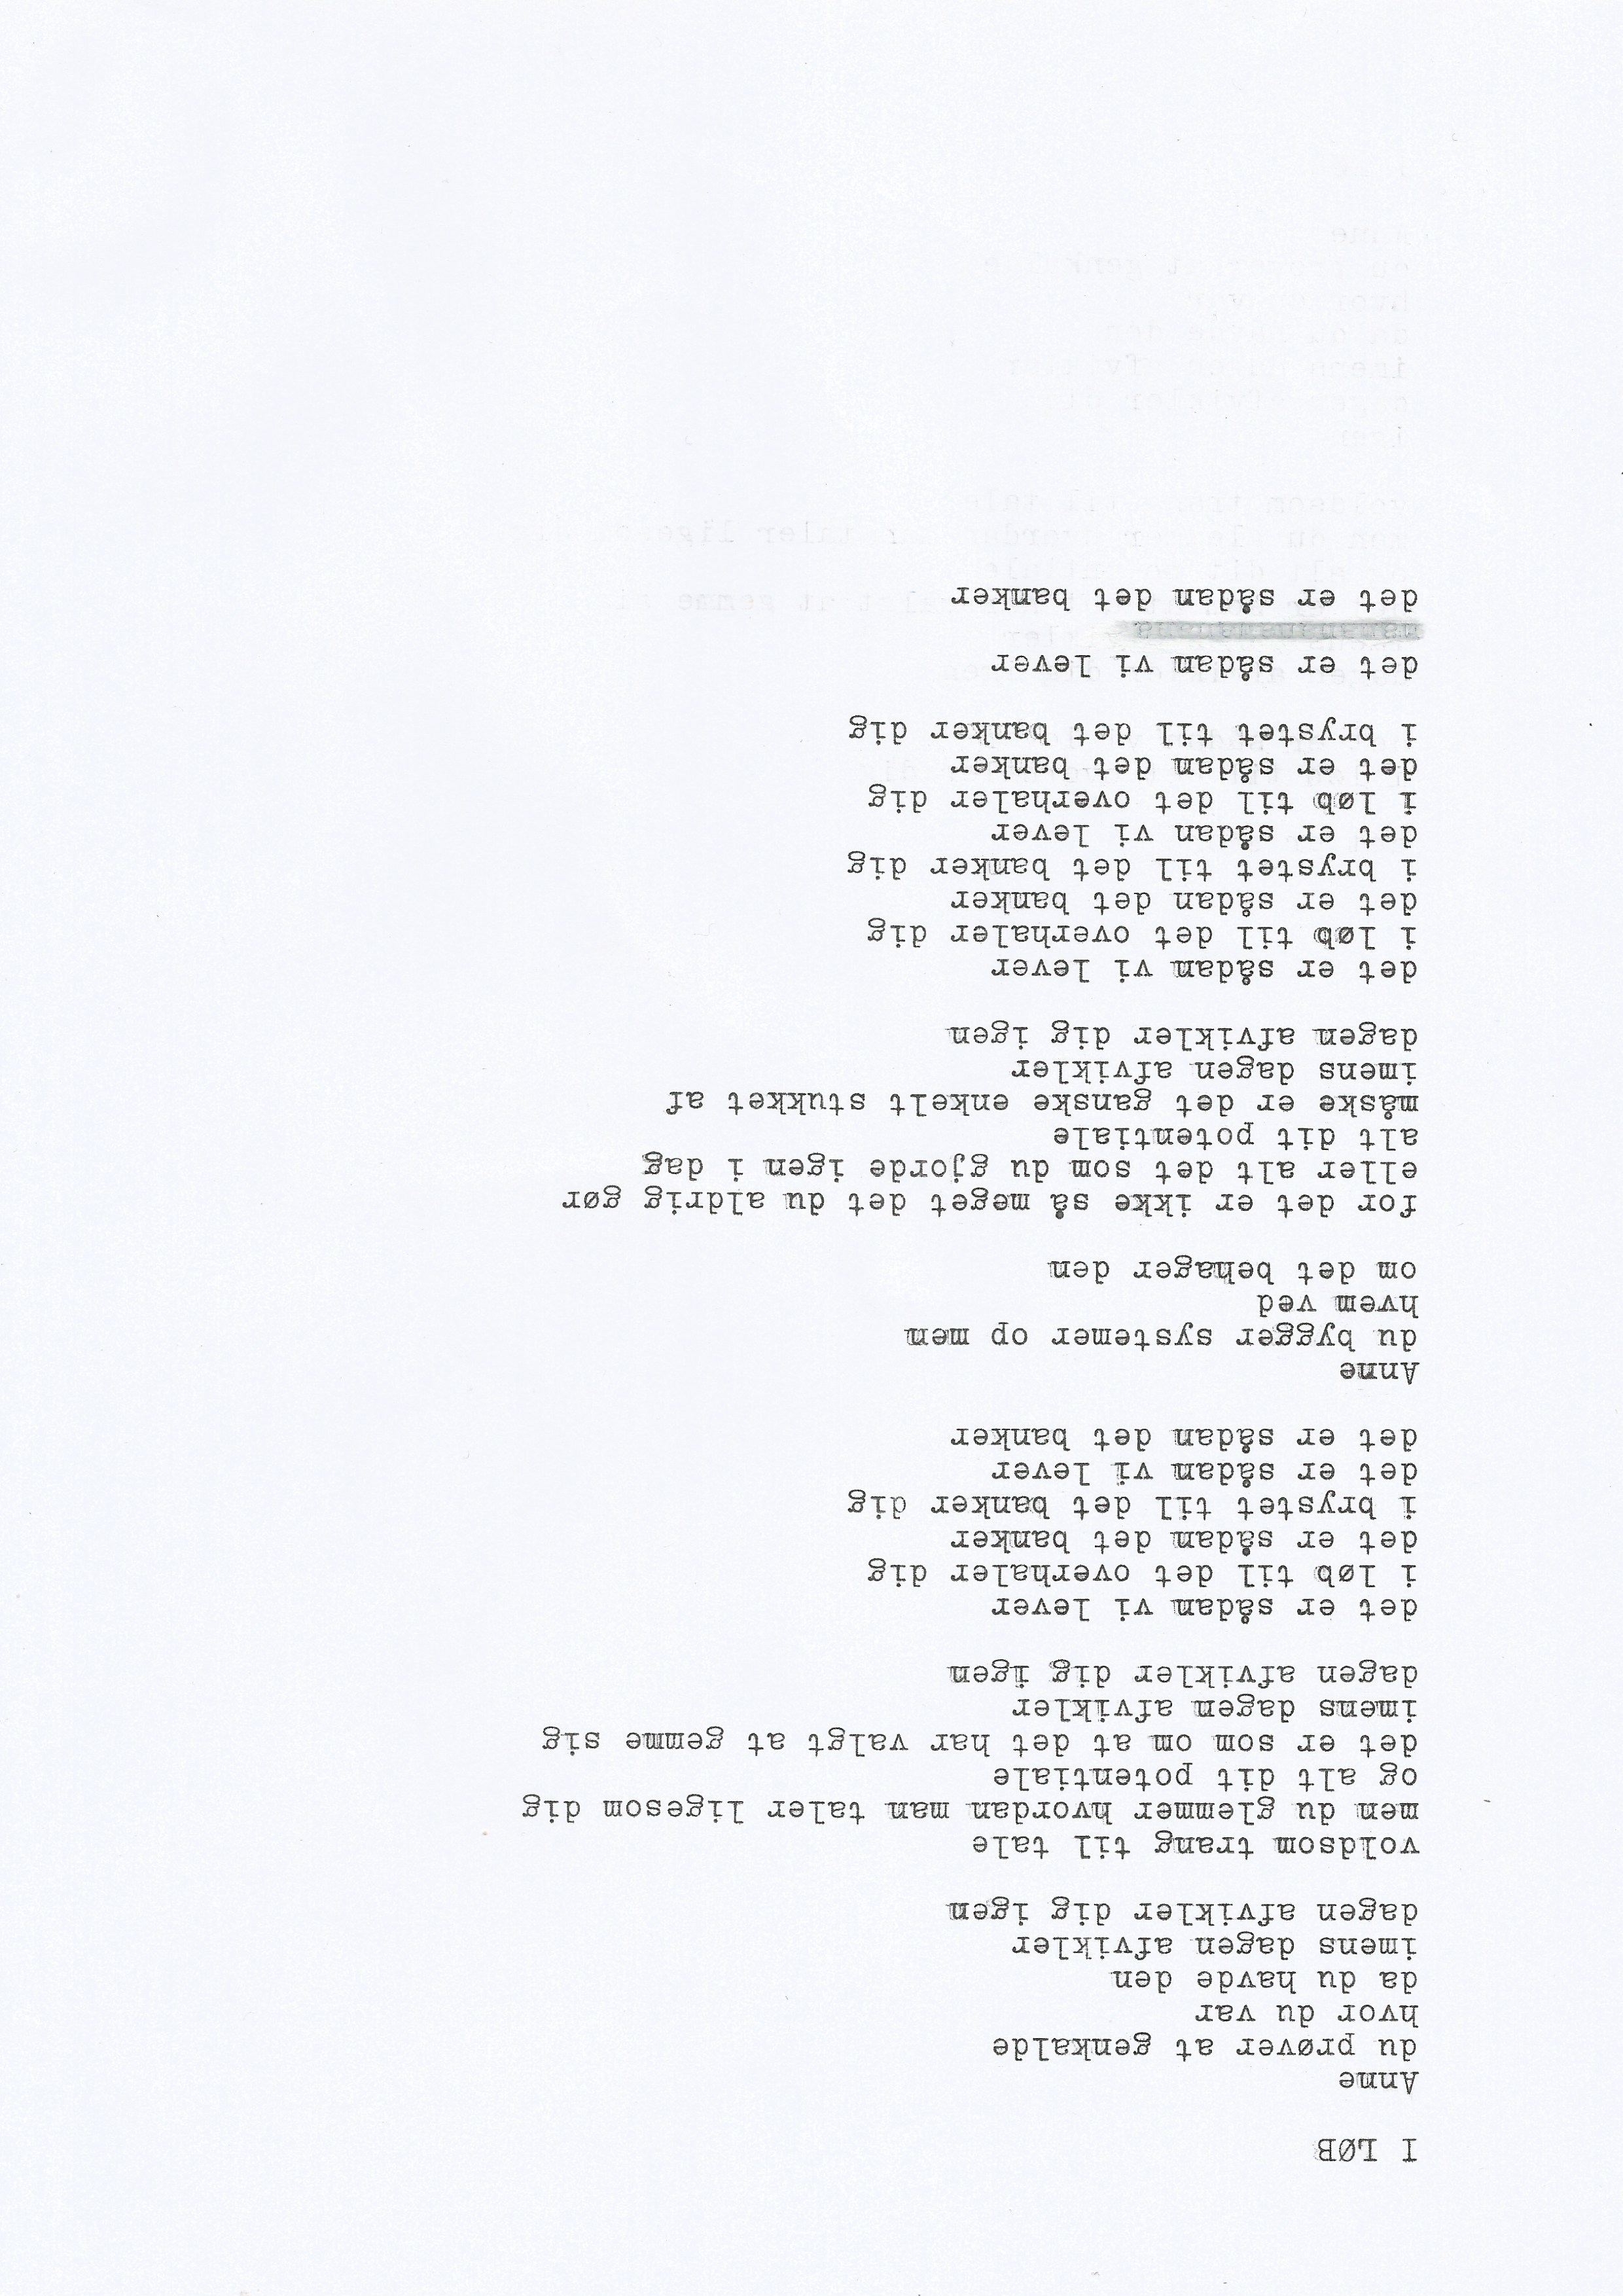 I LØB
Anne
du prøver at genkalde
hvor du var
da du havde den
imens dagen afvikler
dagen afvikler dig igen
voldsom trang til tale
men du glemmer hvordan man taler ligesom dig
og alt dit potentiale
det er som om at det har valgt at gemme sig
imens dagen afvikler
dagen afvikler dig igen
det er sådan vi lever
i løb til det overhaler dig
det er sådan det banker
i brystet til det banker dig
det er sådan vi lever
det er sådan det banker
Anne
du bygger systemer op men
hvem ved
om det behager den
for det er ikke så meget det du aldrig gør
eller alt det som du gjorde igen i dag
alt dit potentiale
måske er det ganske enkelt stukket af
imens dagen afvikler
dagen afvikler dig igen
det er sådan vi lever
i løb til det overhaler dig
det er sådan det banker
i brystet til det banker dig
det er sådan vi lever
i løb til det overhaler dig
det er sådan det banker
i brystet til det banker dig
det er sådan vi lever
det er sådan det banker